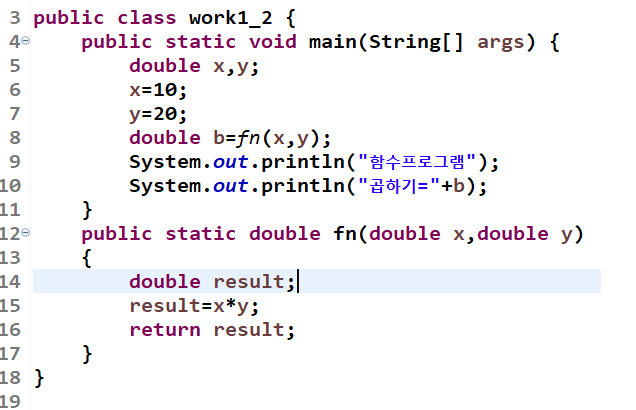 3 public class work1_2 {
4 public static void main(String[] args) {
5 double x,y;
6 x=10;
7 y=20;
8 double b=fn(x,y);
9 System.out.println("함수프로그램");
10 System.out.println("곱하기="+b);
11 }
12 public static double fn(double x,double y)
13 {
14 double result;
15 result=x*y;
16 return result;
17 }
18 }
19